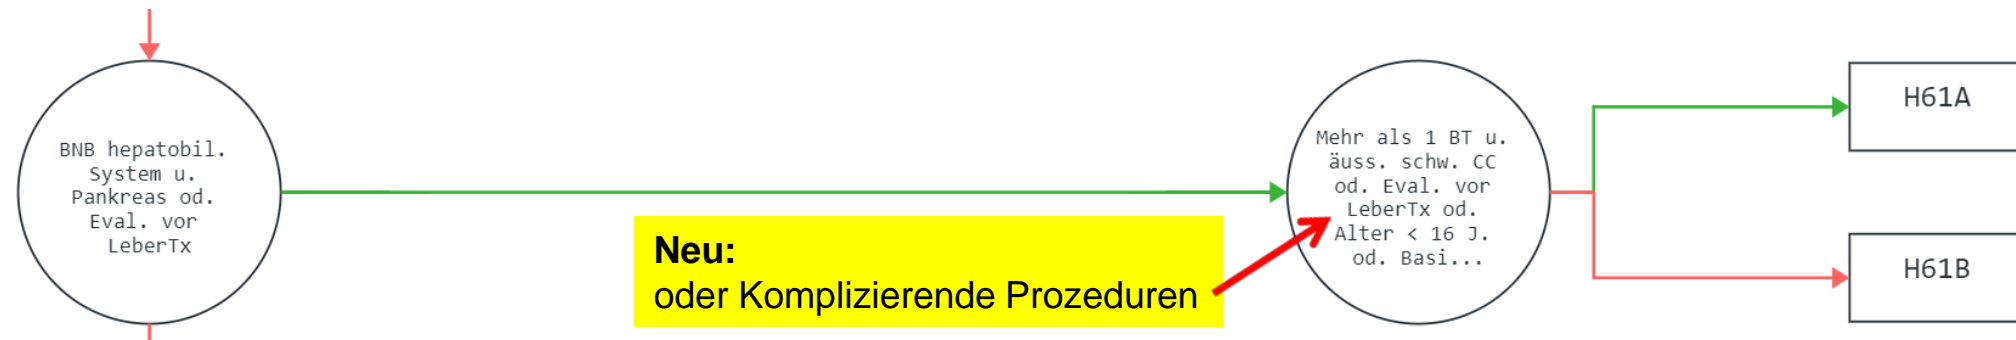 BNB hepatobil.
System u.
Pankreas od.
Eval. vor
LeberTx
Neu:
oder Komplizierende Prozeduren
Mehr als 1 BT u.
äuss. schw. CC
od. Eval. vor
LeberTx od.
Alter < 16 J.
od. Basi...
H61A
H61B